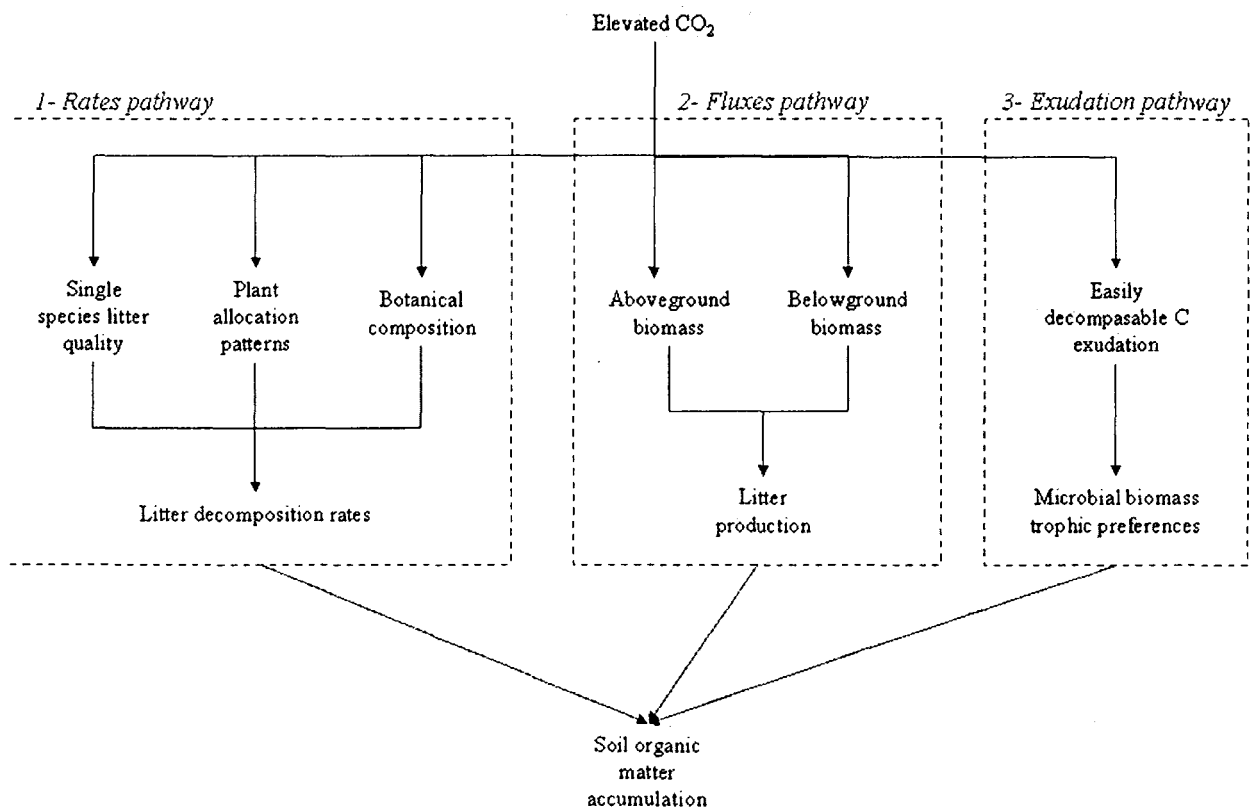 Elevated CO₂
1- Rates pathway
2- Fluxes pathway
3- Exudation pathway
Single
species litter
quality
Plant
allocation
patterns
Botanical
composition
Aboveground
biomass
Belowground
biomass
Easily
decompasable C
exudation
Litter decomposition rates
Litter
production
Microbial biomass
trophic preferences
Soil organic
matter
accumulation